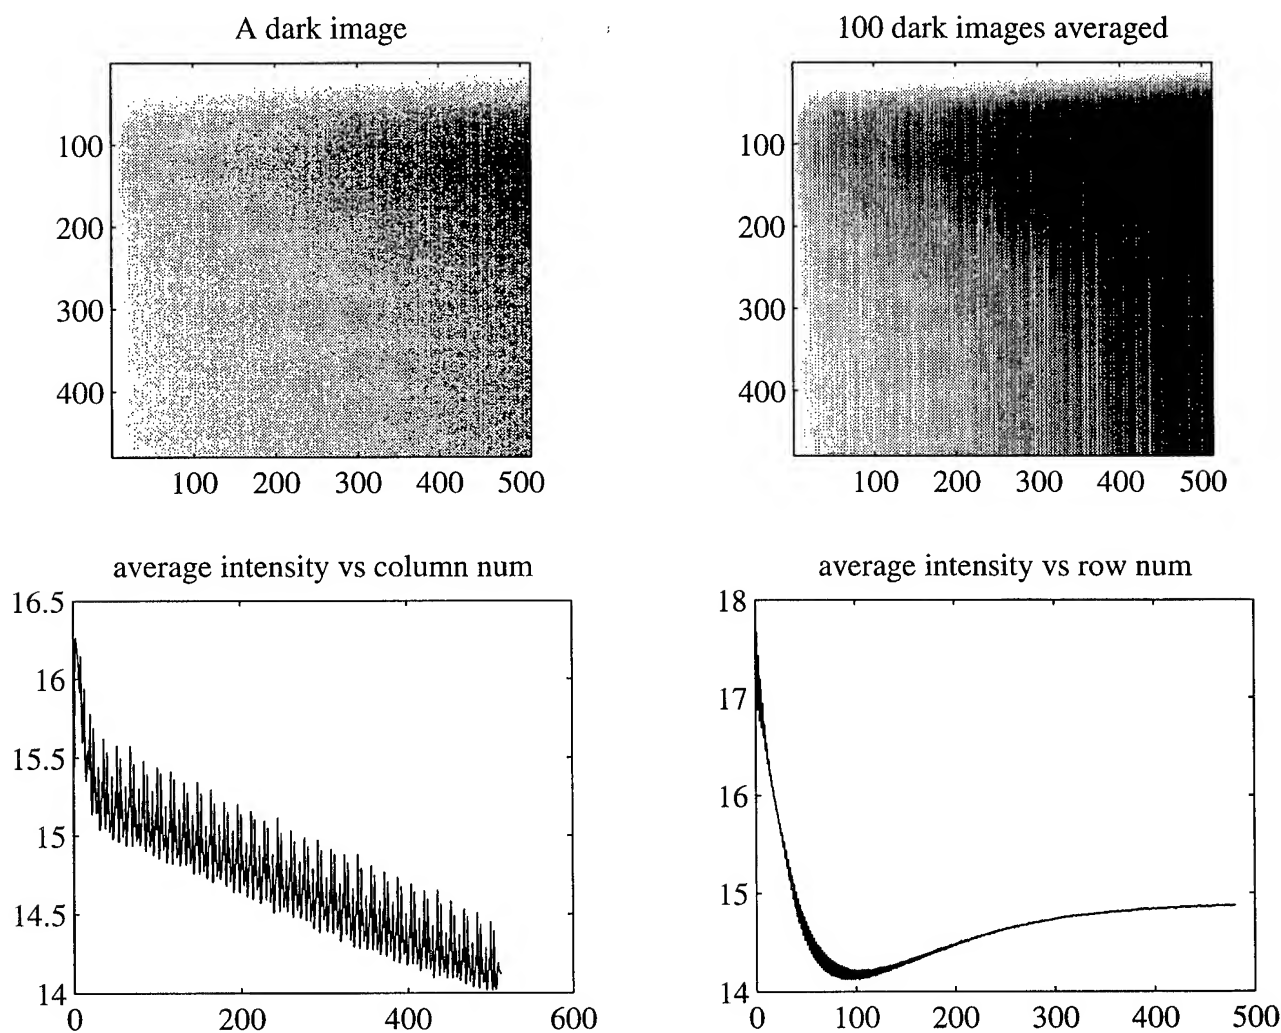 A dark image
100 dark images averaged
100
200
300
400
100 200 300 400 500
100
200
300
400
100 200 300 400 500
average intensity vs column num
16.5
16
15.5
15
14.5
14
0 200 400 600
average intensity vs row num
18
17
16
15
14
0 100 200 300 400 500